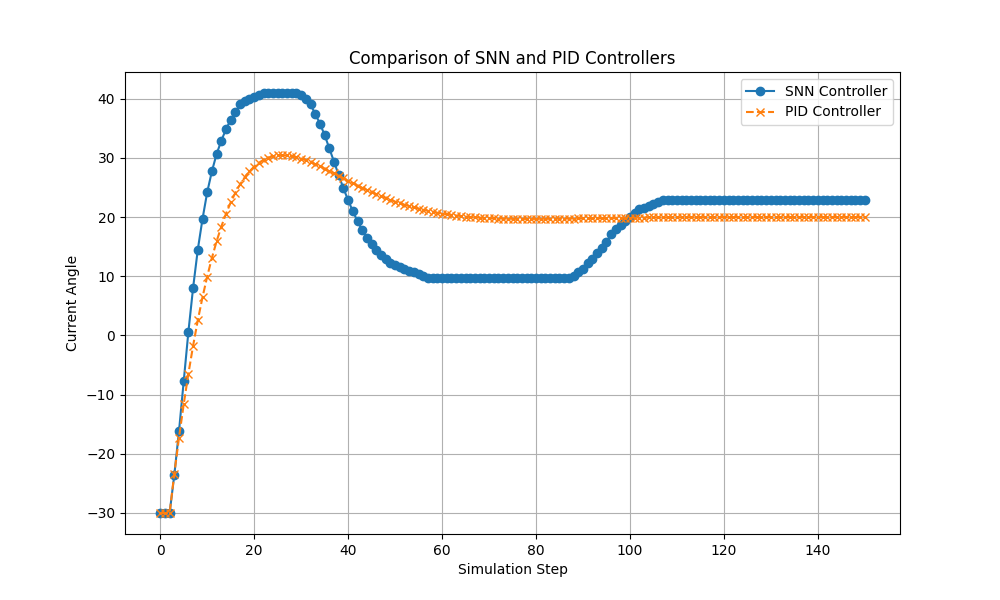 Comparison of SNN and PID Controllers
SNN Controller
PID Controller
Current Angle
40
30
20
10
0
−10
−20
−30
0 20 40 60 80 100 120 140
Simulation Step